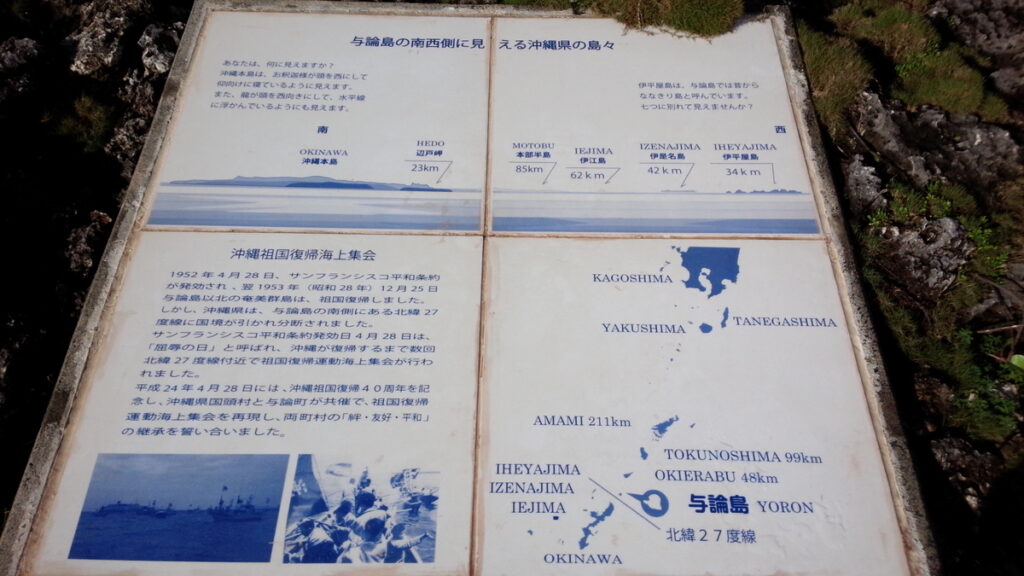 与論島の南西側に見える沖縄県の島々
あなたは、何に見えますか？
沖縄本島は、お釈迦様が頭を西にして
仰向けに寝ているように見えます。
また、龍が頭を西向きにして、水平線
に浮かんでいるようにも見えます。
伊平屋島は、与論島では昔から
ななきり島と呼んでいます。
七つに別れて見えませんか？
南
西
OKINAWA
沖縄本島
HEDO
辺戸岬
23km
MOTOBU
本部半島
85km
IEJIMA
伊江島
62km
IZENAJIMA
伊是名島
42km
IHEYAJIMA
伊平屋島
34km
沖縄祖国復帰海上集会
1952年4月28日、サンフランシスコ平和条約
が発効され、翌1953年（昭和28年）12月25日
与論島以北の奄美群島は、祖国復帰しました。
しかし、沖縄県は、与論島の南側にある北緯27
度線に国境が引かれ分断されました。
サンフランシスコ平和条約発効日4月28日は、
「屈辱の日」と呼ばれ、沖縄が復帰するまで数回
北緯27度線付近で祖国復帰運動海上集会が行わ
れました。
平成24年4月28日には、沖縄祖国復帰40周年を記
念し、沖縄県国頭村と与論町が共催で、祖国復帰
運動海上集会を再現し、両町村の「絆・友好・平和」
の継承を誓い合いました。
KAGOSHIMA
YAKUSHIMA
TANEGASHIMA
AMAMI 211km
TOKUNOSHIMA 99km
OKIERABU 48km
IHEYAJIMA
IZENAJIMA
IEJIMA
与論島 YORON
北緯27度線
OKINAWA